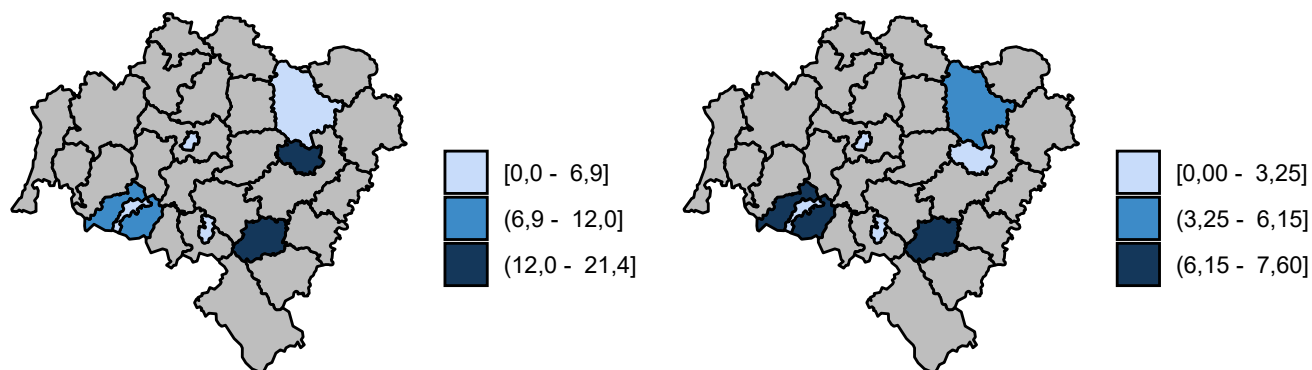 [0,0 - 6,9]
(6,9 - 12,0]
(12,0 - 21,4]
[0,00 - 3,25]
(3,25 - 6,15]
(6,15 - 7,60]